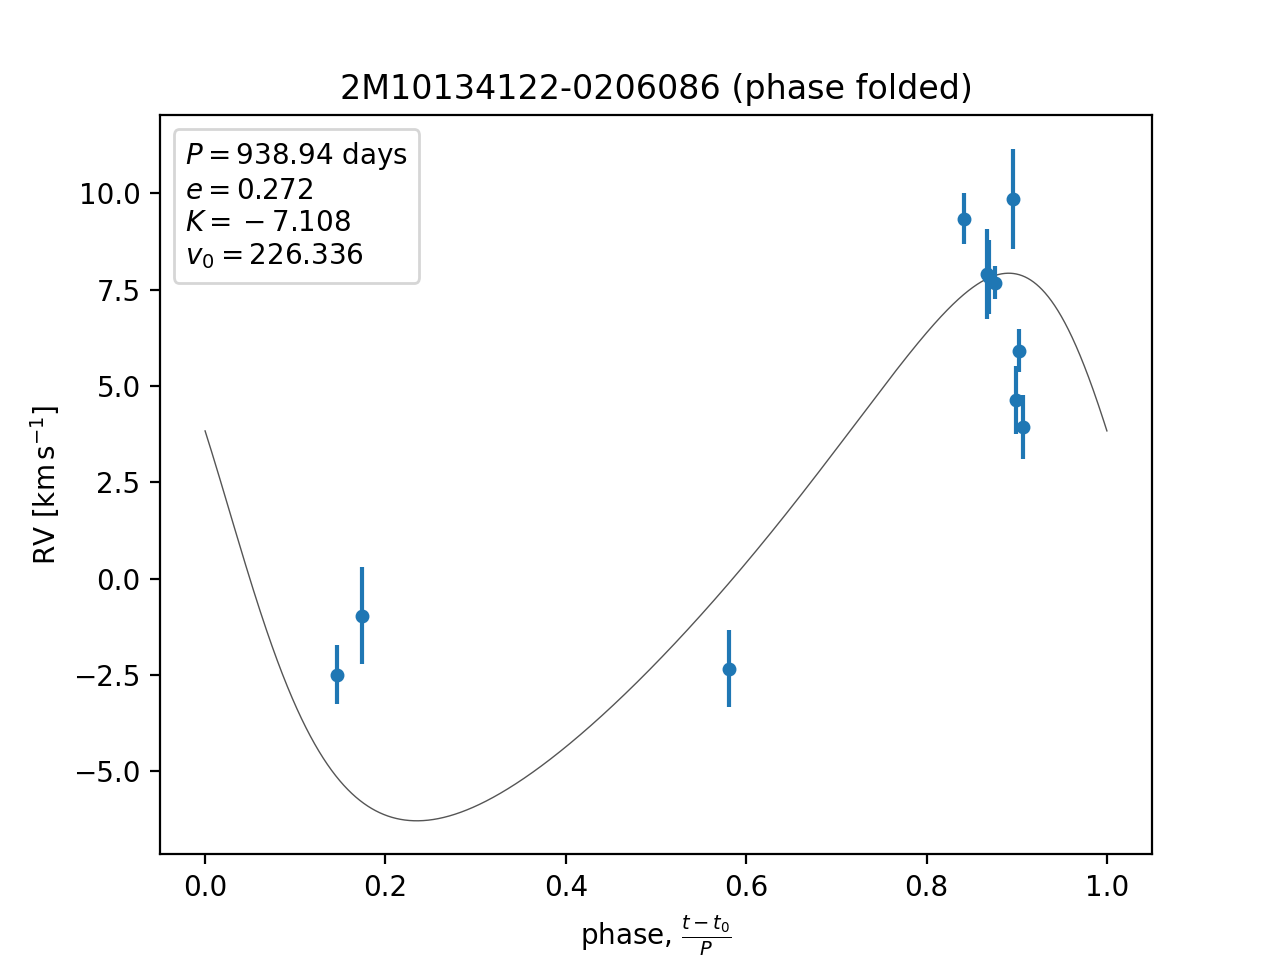 2M10134122-0206086 (phase folded)
P = 938.94 days
e = 0.272
K = −7.108
v₀ = 226.336
10.0
7.5
5.0
2.5
0.0
−2.5
−5.0
RV [km s⁻¹]
0.0 0.2 0.4 0.6 0.8 1.0
phase, (t − t₀)/P